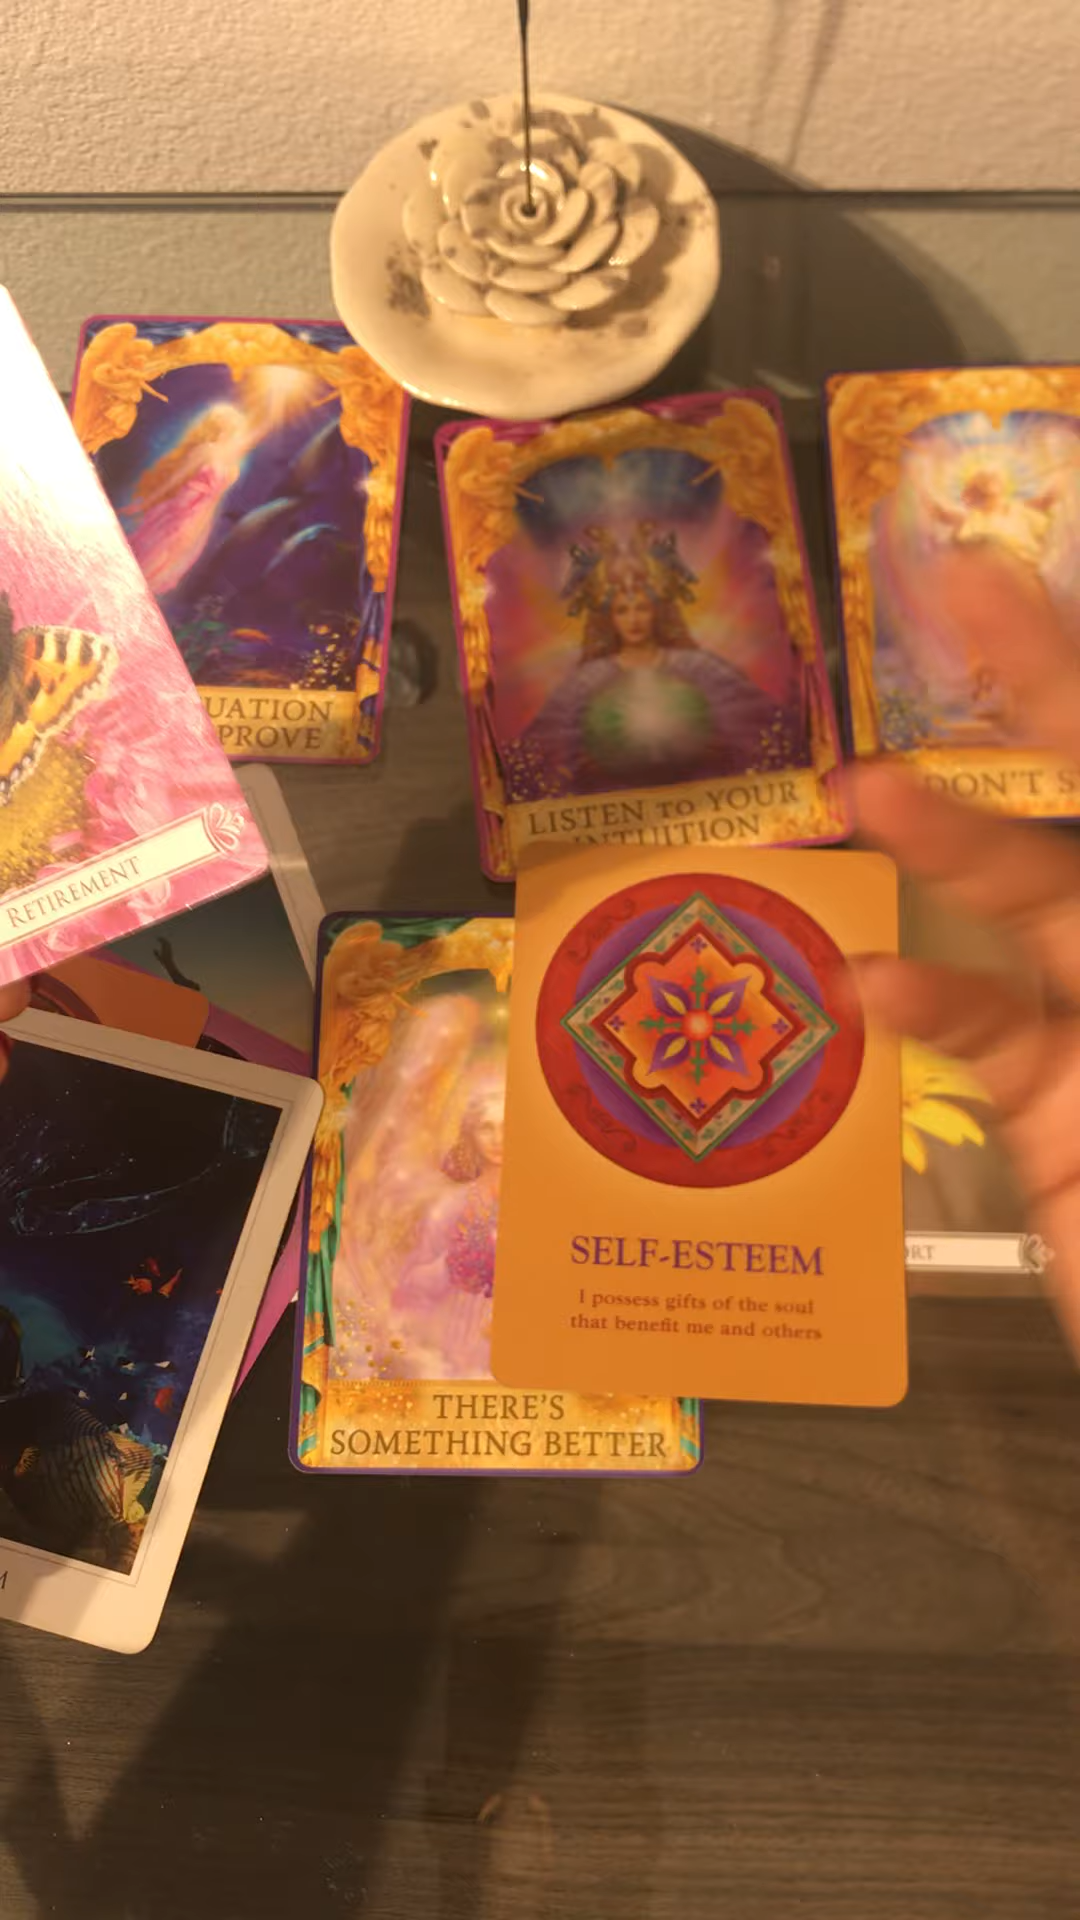 UATION
PROVE
LISTEN TO YOUR
INTUITION
DON'T S
RETIREMENT
SELF-ESTEEM
I possess gifts of the soul
that benefit me and others
ORT
THERE'S
SOMETHING BETTER
M